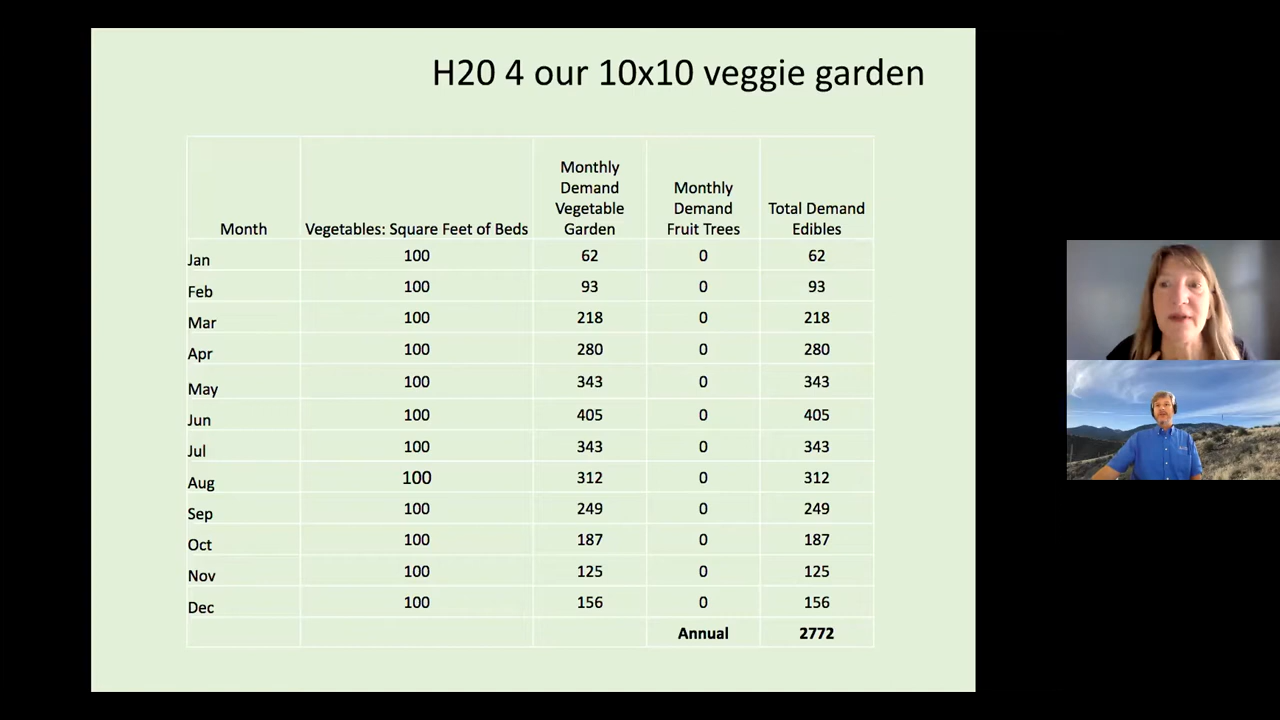 H20 4 our 10x10 veggie garden
Month Vegetables: Square Feet of Beds Monthly Demand Vegetable Garden Monthly Demand Fruit Trees Total Demand Edibles
Jan 100 62 0 62
Feb 100 93 0 93
Mar 100 218 0 218
Apr 100 280 0 280
May 100 343 0 343
Jun 100 405 0 405
Jul 100 343 0 343
Aug 100 312 0 312
Sep 100 249 0 249
Oct 100 187 0 187
Nov 100 125 0 125
Dec 100 156 0 156
Annual 2772